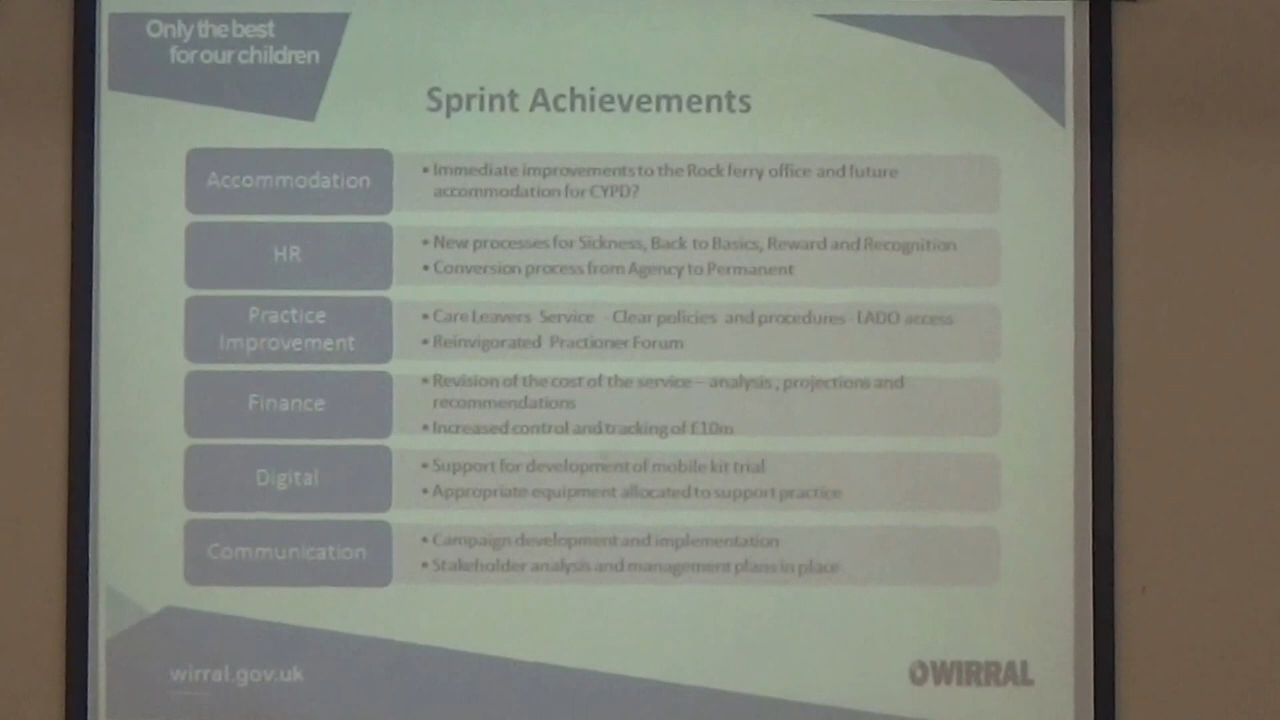 Only the best
for our children
Sprint Achievements
Accommodation
• Immediate improvements to the Rock ferry office and future
accommodation for CYPD?
HR
• New processes for Sickness, Back to Basics, Reward and Recognition
• Conversion process from Agency to Permanent
Practice
Improvement
• Care Leavers Service - Clear policies and procedures - LADO access
• Reinvigorated Practioner Forum
Finance
• Revision of the cost of the service – analysis , projections and
recommendations
• Increased control and tracking of £10m
Digital
• Support for development of mobile kit trial
• Appropriate equipment allocated to support practice
Communication
• Campaign development and implementation
• Stakeholder analysis and management plans in place
wirral.gov.uk
WIRRAL